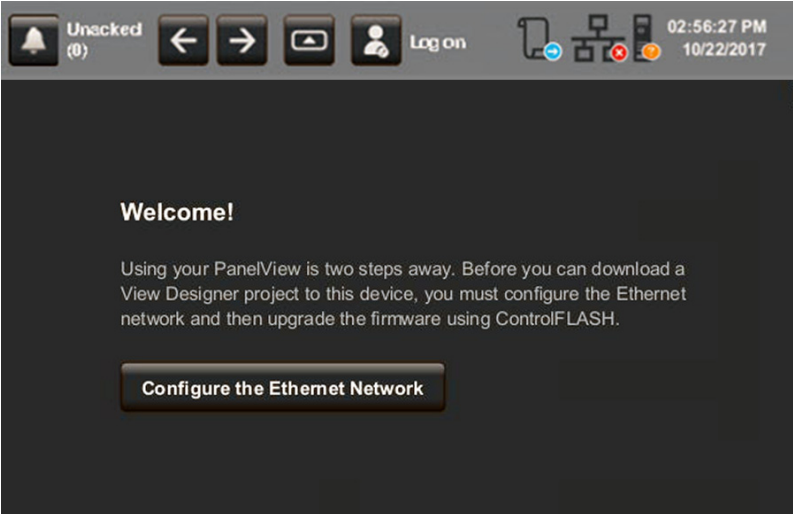 Unacked
(0)
Log on
02:56:27 PM
10/22/2017
Welcome!
Using your PanelView is two steps away. Before you can download a
View Designer project to this device, you must configure the Ethernet
network and then upgrade the firmware using ControlFLASH.
Configure the Ethernet Network